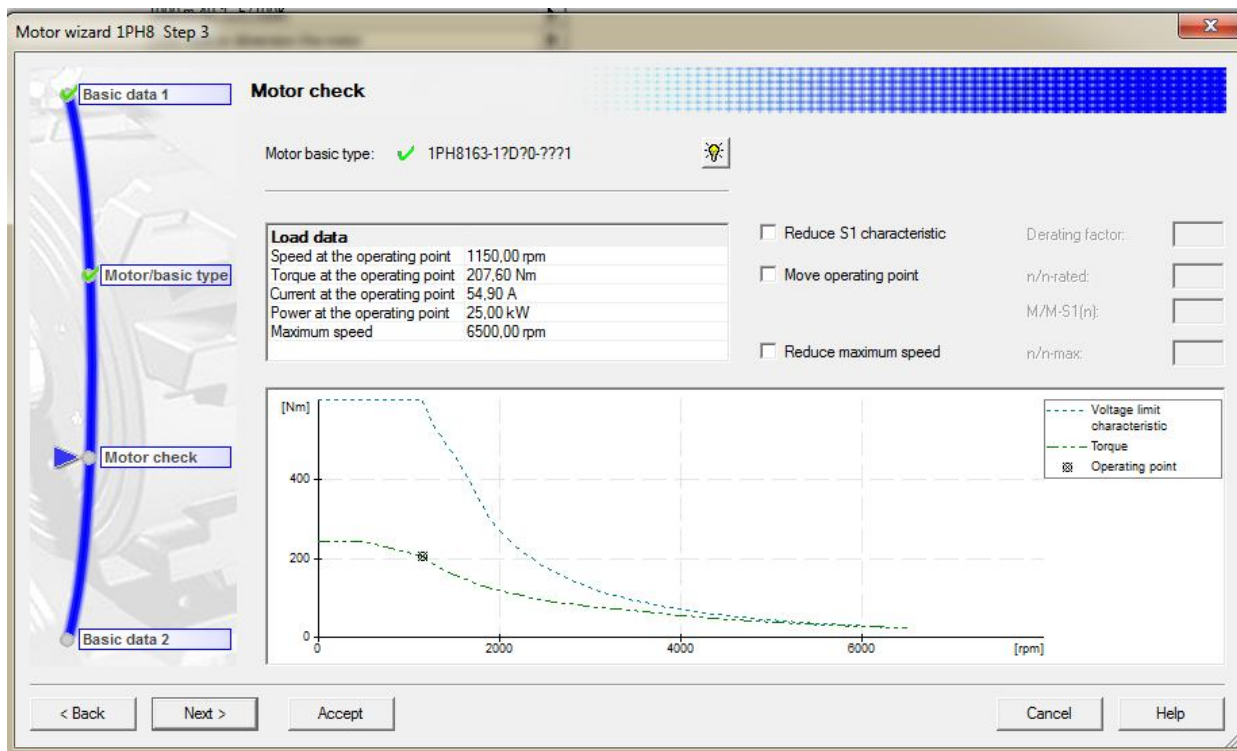 Motor wizard 1PH8 Step 3
Basic data 1
Motor/basic type
Motor check
Basic data 2
Motor check
Motor basic type: 1PH8163-1?D?0-???1
Load data
Speed at the operating point 1150,00 rpm
Torque at the operating point 207,60 Nm
Current at the operating point 54,90 A
Power at the operating point 25,00 kW
Maximum speed 6500,00 rpm
Reduce S1 characteristic Derating factor:
Move operating point n/n-rated:
M/M-S1(n):
Reduce maximum speed n/n-max:
[Nm]
400
200
0
0 2000 4000 6000 [rpm]
Voltage limit
characteristic
Torque
Operating point
< Back Next > Accept Cancel Help